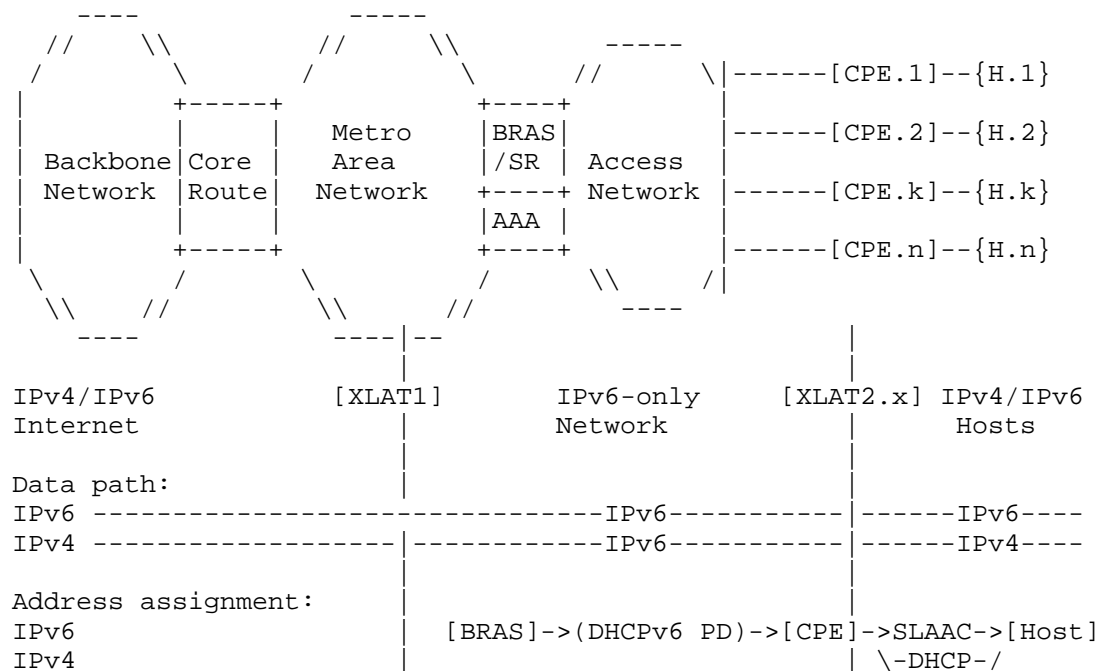 [CPE.1]--{H.1}
Metro BRAS [CPE.2]--{H.2}
Backbone Core Area /SR Access
Network Route Network Network [CPE.k]--{H.k}
AAA
[CPE.n]--{H.n}
IPv4/IPv6 [XLAT1] IPv6-only [XLAT2.x] IPv4/IPv6
Internet Network Hosts
Data path:
IPv6 --------------------------------IPv6-----------|------IPv6----
IPv4 -------------------|------------IPv6-----------|------IPv4----
Address assignment:
IPv6 | [BRAS]->(DHCPv6 PD)->[CPE]->SLAAC->[Host]
IPv4 | | \-DHCP-/